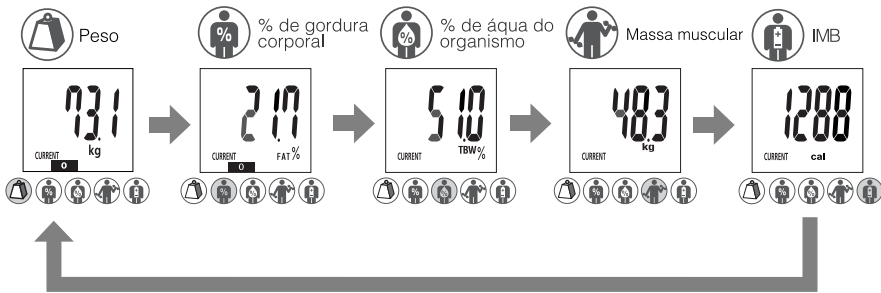 Peso
% de gordura
corporal
% de áqua do
organismo
Massa muscular
IMB
73.1
kg
CURRENT
0
21.7
CURRENT
FAT %
0
51.0
CURRENT
TBW%
48.3
kg
CURRENT
1288
CURRENT
cal
% %
% %
% %
% %
% %